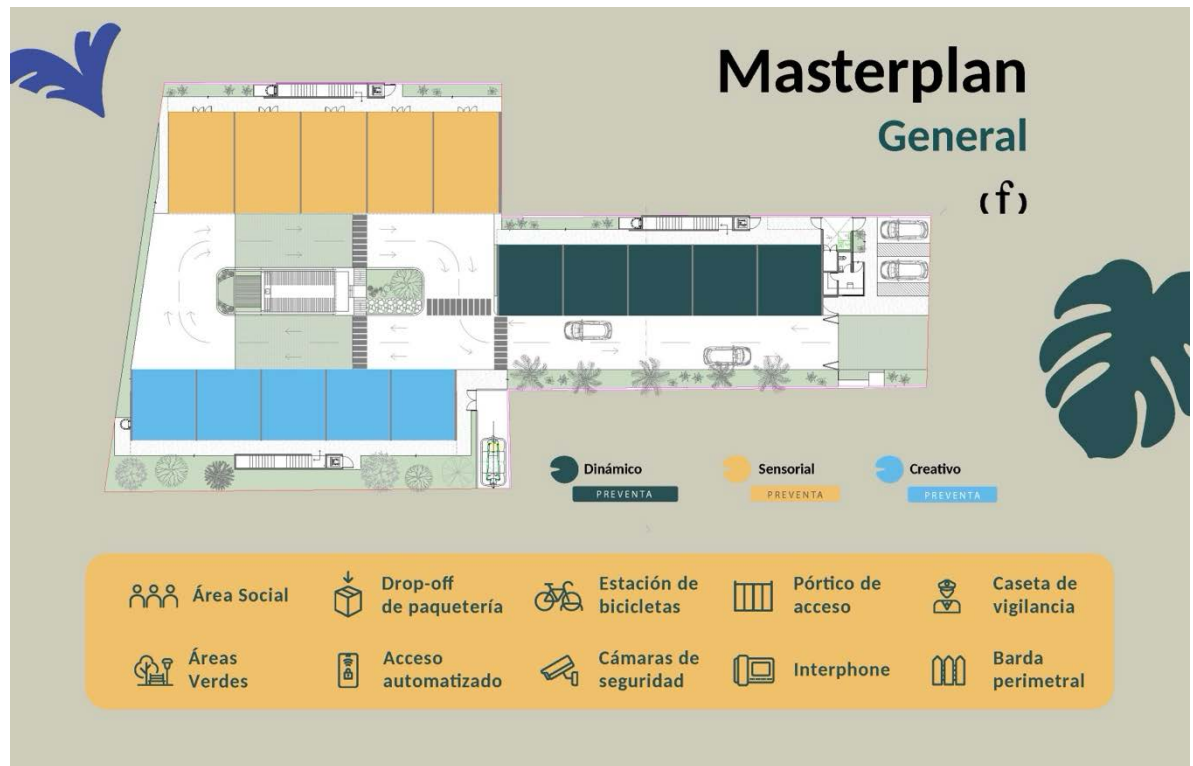 Masterplan
General
(f)
Dinámico
PREVENTA
Sensorial
PREVENTA
Creativo
PREVENTA
Área Social
Drop-off
de paquetería
Estación de
bicicletas
Pórtico de
acceso
Caseta de
vigilancia
Áreas
Verdes
Acceso
automatizado
Cámaras de
seguridad
Interphone
Barda
perimetral